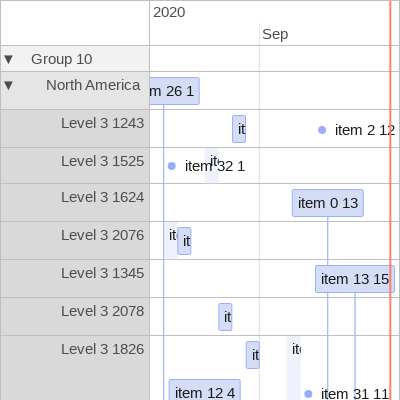 2020
Sep
▼ Group 10
▼ North America
m 26 1
Level 3 1243
it
item 2 12
Level 3 1525
item 32 1
it
Level 3 1624
item 0 13
Level 3 2076
it
it
Level 3 1345
item 13 15
Level 3 2078
it
Level 3 1826
it
ite
item 12 4
item 31 11